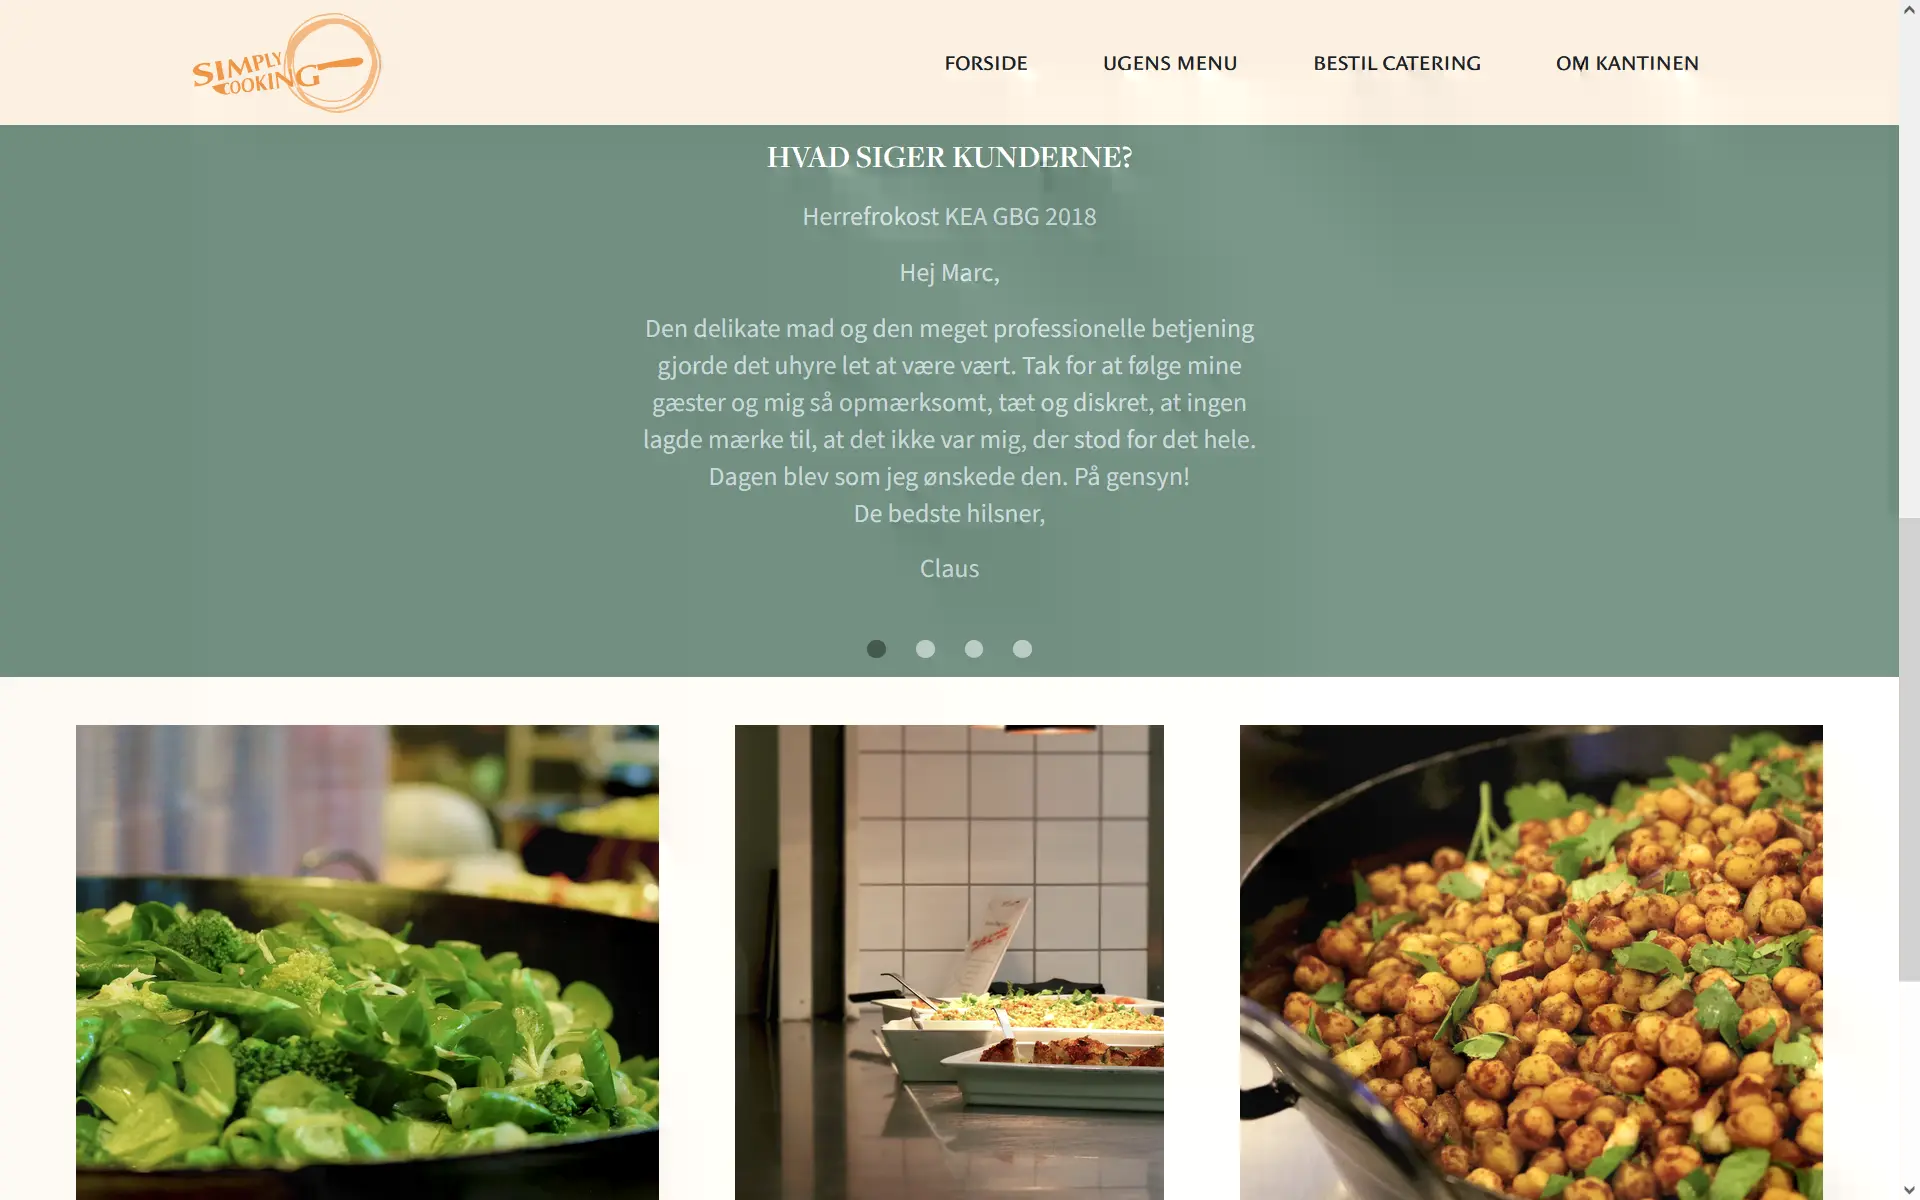 SIMPLY
COOKING
FORSIDE
UGENS MENU
BESTIL CATERING
OM KANTINEN
HVAD SIGER KUNDERNE?
Herrefrokost KEA GBG 2018
Hej Marc,
Den delikate mad og den meget professionelle betjening
gjorde det uhyre let at være vært. Tak for at følge mine
gæster og mig så opmærksomt, tæt og diskret, at ingen
lagde mærke til, at det ikke var mig, der stod for det hele.
Dagen blev som jeg ønskede den. På gensyn!
De bedste hilsner,
Claus